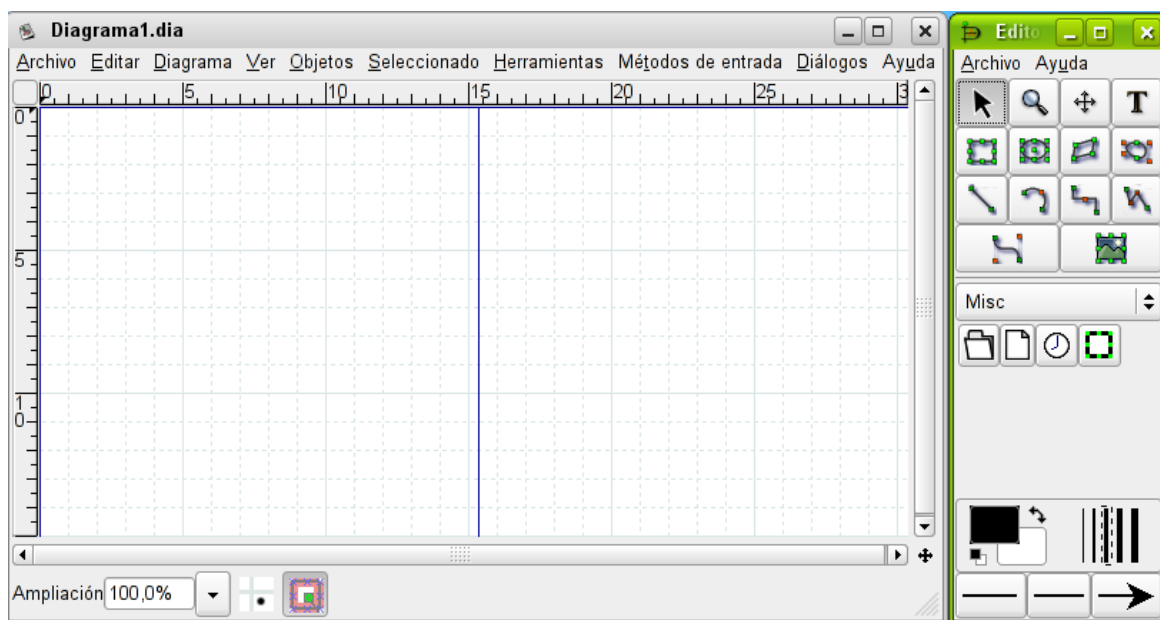 Diagrama1.dia
Archivo Editar Diagrama Ver Objetos Seleccionado Herramientas Métodos de entrada Diálogos Ayuda
0 5 10 15 20 25 3
0
5
10
Ampliación 100,0%
Edito
Archivo Ayuda
T
Misc